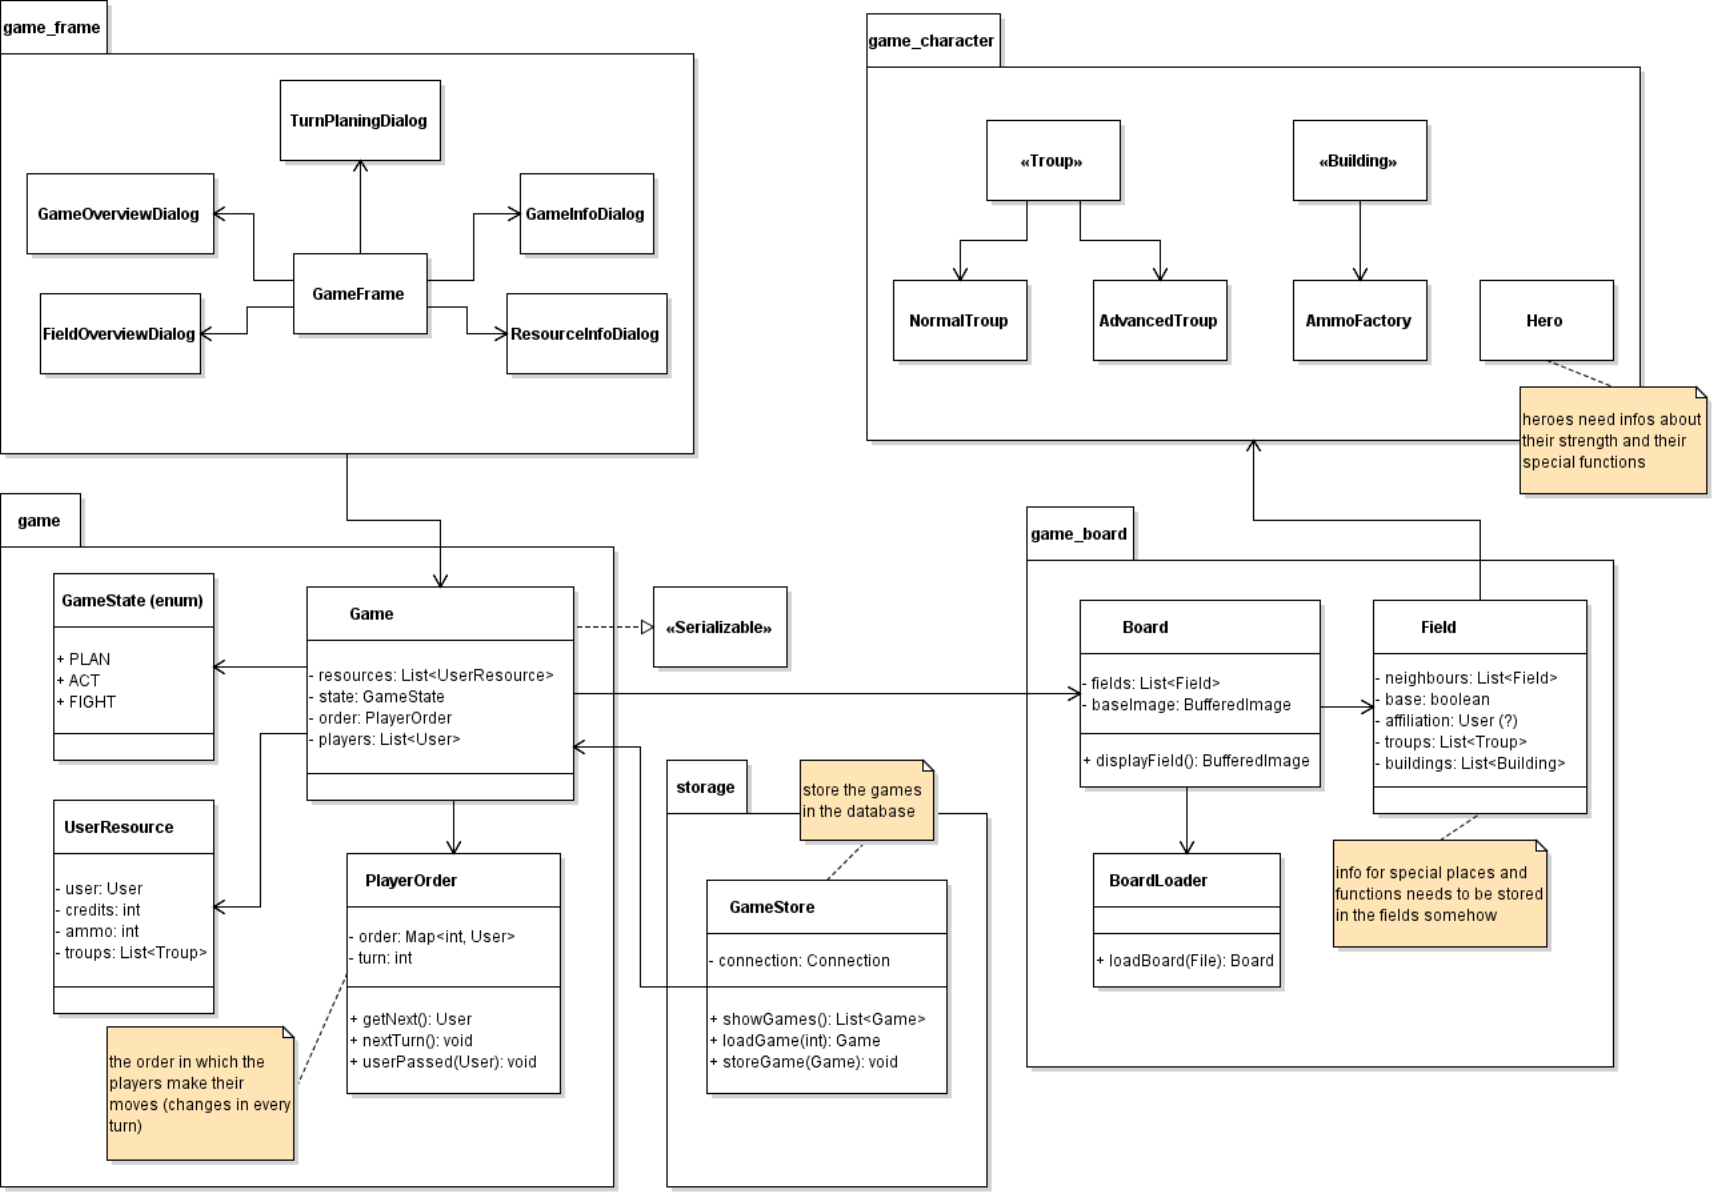 game_frame
TurnPlaningDialog
GameOverviewDialog
GameInfoDialog
GameFrame
FieldOverviewDialog
ResourceInfoDialog
game_character
«Troup»
«Building»
NormalTroup
AdvancedTroup
AmmoFactory
Hero
heroes need infos about
their strength and their
special functions
game
GameState (enum)
+ PLAN
+ ACT
+ FIGHT
Game
- resources: List<UserResource>
- state: GameState
- order: PlayerOrder
- players: List<User>
«Serializable»
UserResource
- user: User
- credits: int
- ammo: int
- troups: List<Troup>
PlayerOrder
- order: Map<int, User>
- turn: int
+ getNext(): User
+ nextTurn(): void
+ userPassed(User): void
the order in which the
players make their
moves (changes in every
turn)
storage
store the games
in the database
GameStore
- connection: Connection
+ showGames(): List<Game>
+ loadGame(int): Game
+ storeGame(Game): void
game_board
Board
- fields: List<Field>
- baseImage: BufferedImage
+ displayField(): BufferedImage
Field
- neighbours: List<Field>
- base: boolean
- affiliation: User (?)
- troups: List<Troup>
- buildings: List<Building>
BoardLoader
+ loadBoard(File): Board
info for special places and
functions needs to be stored
in the fields somehow